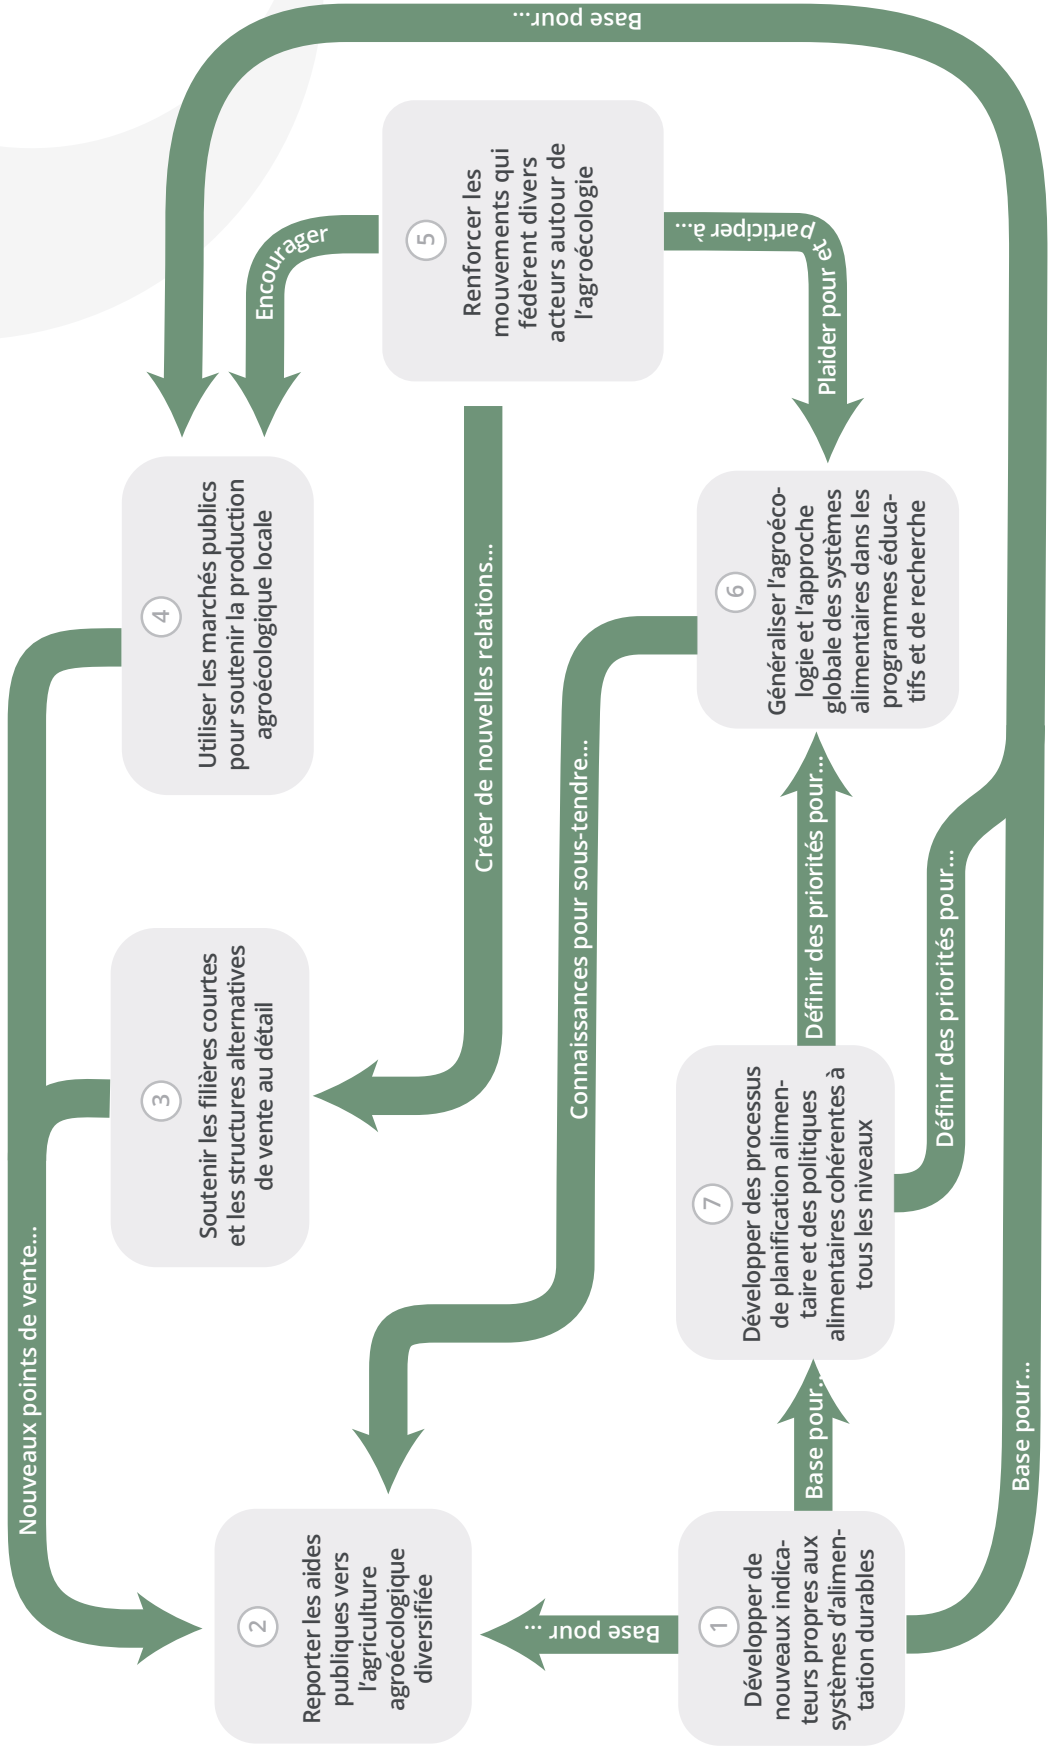 Nouveaux points de vente...
2
Reporter les aides
publiques vers
l'agriculture
agroécologique
diversifiée
3
Soutenir les filières courtes
et les structures alternatives
de vente au détail
4
Utiliser les marchés publics
pour soutenir la production
agroécologique locale
Encourager
Base pour...
Créer de nouvelles relations...
5
Renforcer les
mouvements qui
fédèrent divers
acteurs autour de
l'agroécologie
Connaissances pour sous-tendre...
Base pour ...
1
Développer de
nouveaux indica-
teurs propres aux
systèmes d'alimen-
tation durables
Base pour...
7
Développer des processus
de planification alimen-
taire et des politiques
alimentaires cohérentes à
tous les niveaux
Définir des priorités pour...
6
Généraliser l'agroéco-
logie et l'approche
globale des systèmes
alimentaires dans les
programmes éduca-
tifs et de recherche
Plaider pour et participer à...
Définir des priorités pour...
Base pour...